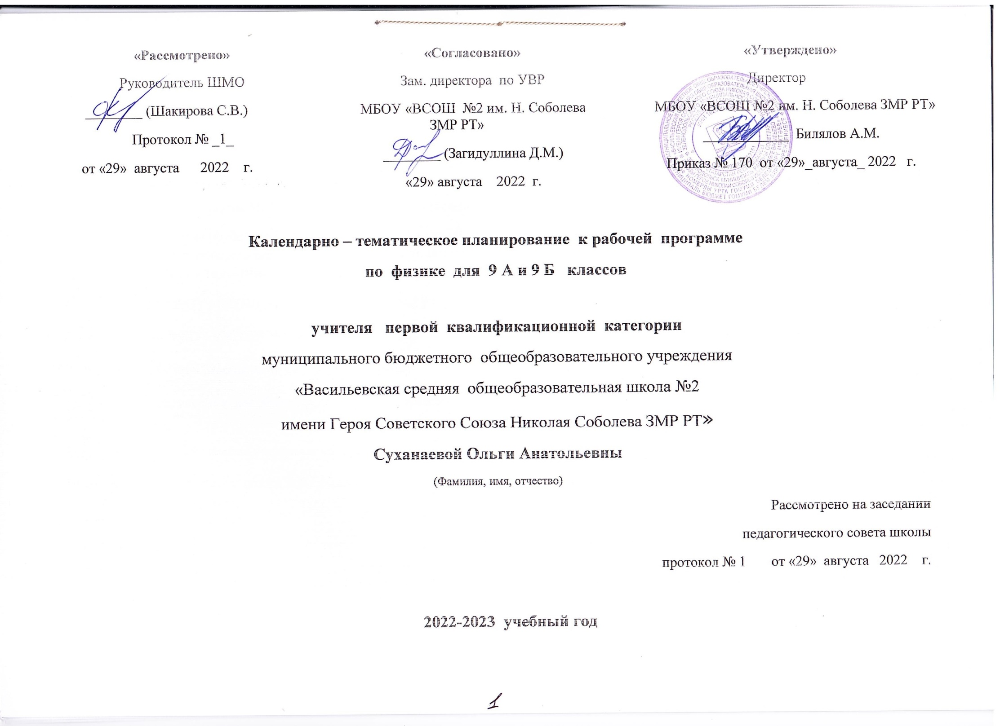 «Рассмотрено»
Руководитель ШМО
_________ (Шакирова С.В.)
Протокол № _1_
от «29» августа 2022 г.
«Согласовано»
Зам. директора по УВР
МБОУ «ВСОШ №2 им. Н. Соболева
ЗМР РТ»
_________ (Загидуллина Д.М.)
«29» августа 2022 г.
«Утверждено»
Директор
МБОУ «ВСОШ №2 им. Н. Соболева ЗМР РТ»
_____________ Билялов А.М.
Приказ № 170 от «29»_августа_ 2022 г.
Календарно – тематическое планирование к рабочей программе
по физике для 9 А и 9 Б классов
учителя первой квалификационной категории
муниципального бюджетного общеобразовательного учреждения
«Васильевская средняя общеобразовательная школа №2
имени Героя Советского Союза Николая Соболева ЗМР РТ»
Суханаевой Ольги Анатольевны
(Фамилия, имя, отчество)
Рассмотрено на заседании
педагогического совета школы
протокол № 1 от «29» августа 2022 г.
2022-2023 учебный год
1